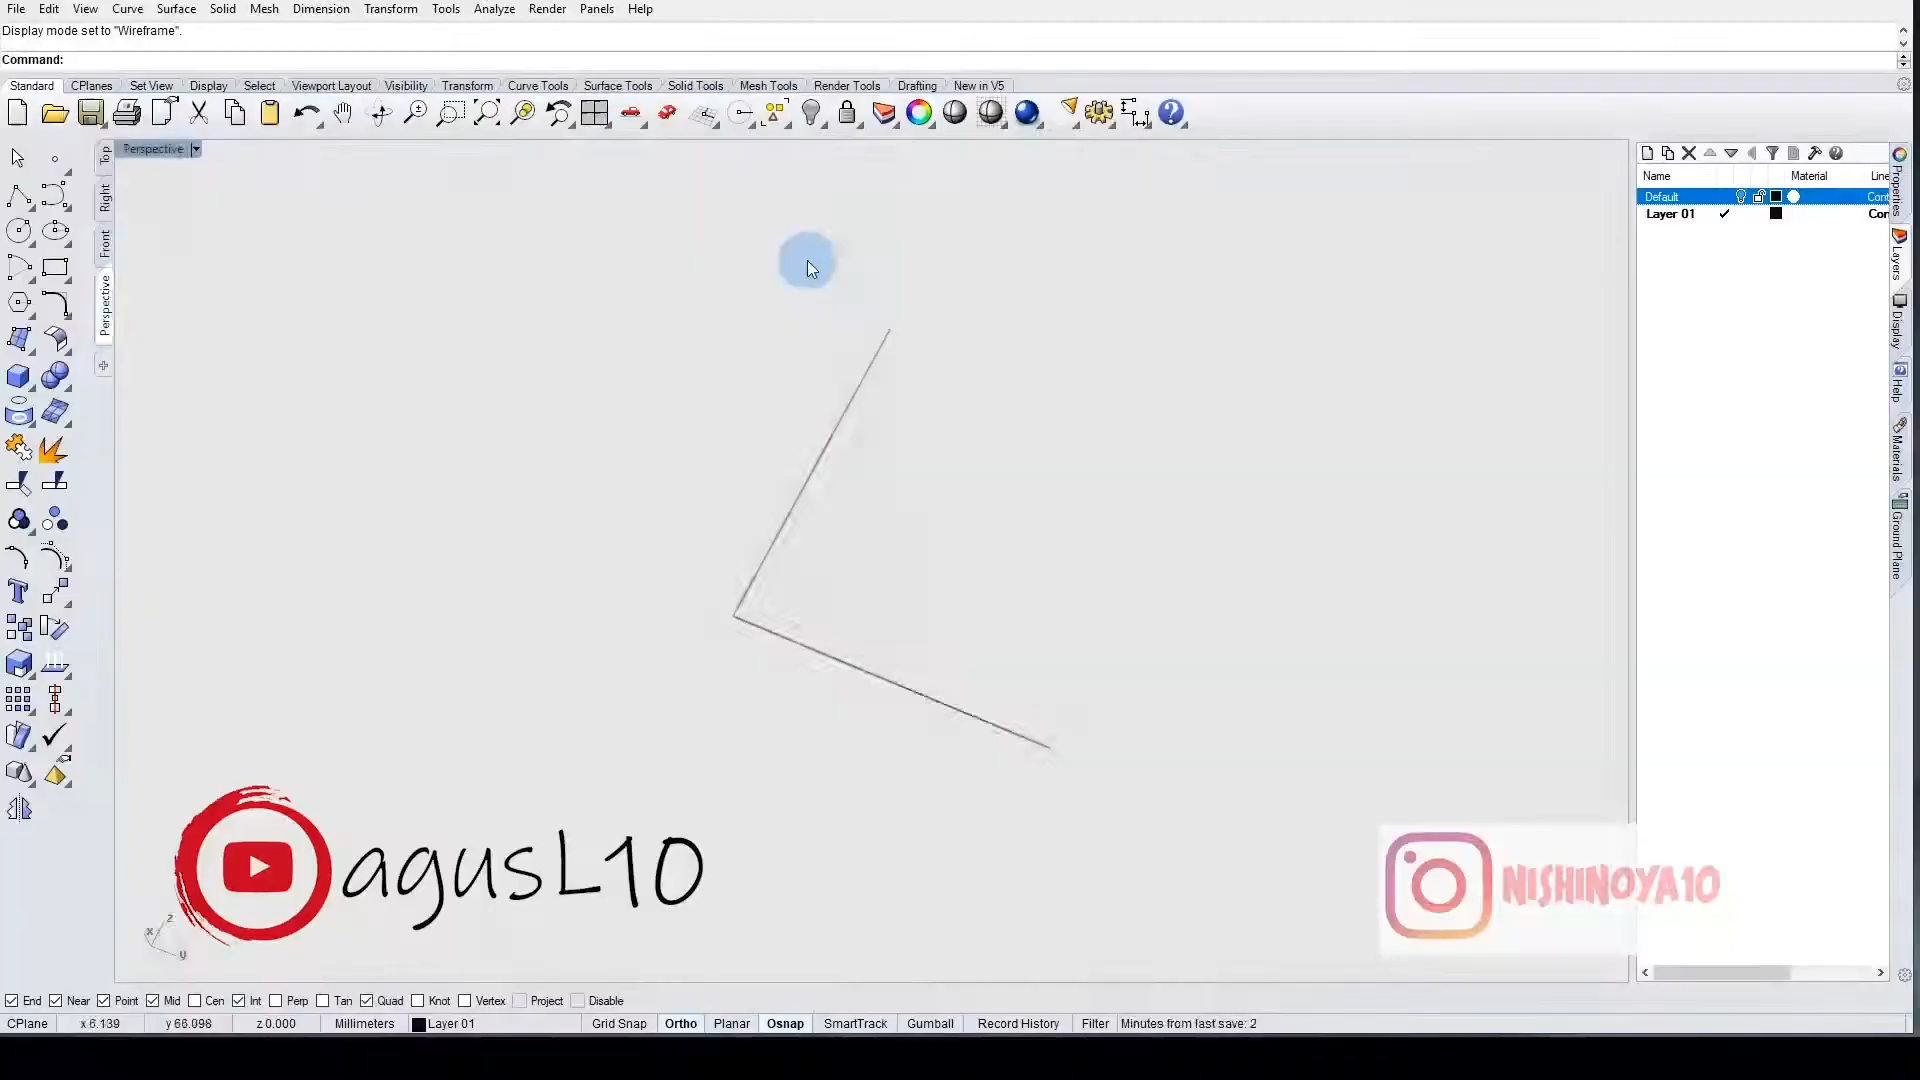 File Edit View Curve Surface Solid Mesh Dimension Transform Tools Analyze Render Panels Help
Display mode set to "Wireframe".
Command:
Standard CPlanes Set View Display Select Viewport Layout Visibility Transform Curve Tools Surface Tools Solid Tools Mesh Tools Render Tools Drafting New in V5
Perspective
Top
Right
Front
Perspective
Name Material Line
Default Cont
Layer 01 Con
Properties
Layers
Display
Help
Materials
Ground Plane
agusL10
NISHINOYA10
z
x
y
End Near Point Mid Cen Int Perp Tan Quad Knot Vertex Project Disable
CPlane x 6.139 y 66.098 z 0.000 Millimeters Layer 01 Grid Snap Ortho Planar Osnap SmartTrack Gumball Record History Filter Minutes from last save: 2